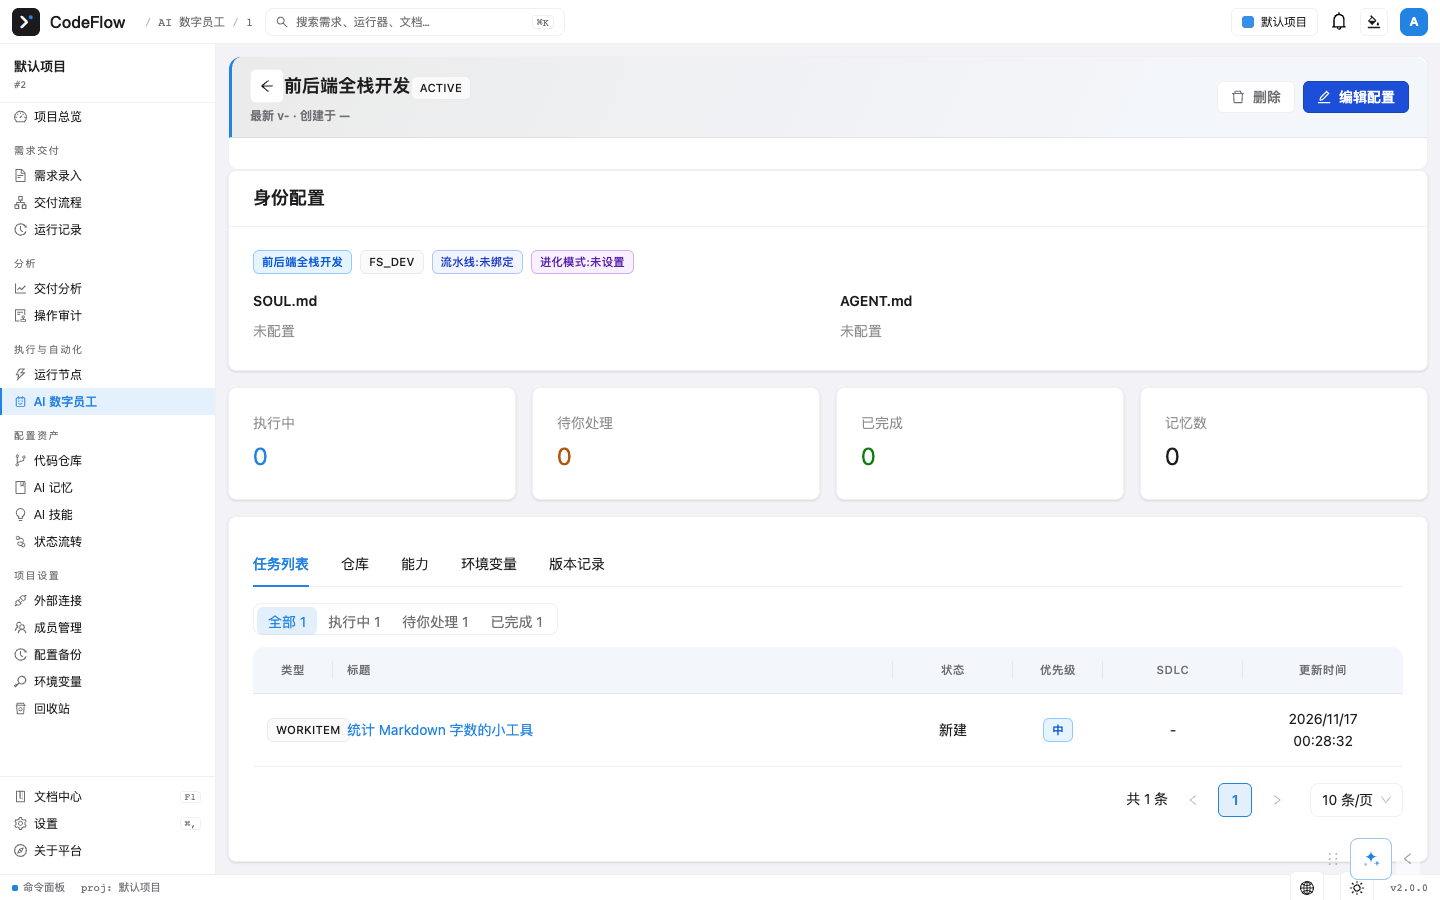 CodeFlow
/ AI 数字员工 / 1
搜索需求、运行器、文档...
⌘K
默认项目
A
默认项目
#2
项目总览
需求交付
需求录入
交付流程
运行记录
分析
交付分析
操作审计
执行与自动化
运行节点
AI 数字员工
配置资产
代码仓库
AI 记忆
AI 技能
状态流转
项目设置
外部连接
成员管理
配置备份
环境变量
回收站
文档中心
F1
设置
⌘,
关于平台
前后端全栈开发
ACTIVE
最新 v- · 创建于 —
删除
编辑配置
身份配置
前后端全栈开发
FS_DEV
流水线:未绑定
进化模式:未设置
SOUL.md
AGENT.md
未配置
未配置
执行中
待你处理
已完成
记忆数
0
0
0
0
任务列表
仓库
能力
环境变量
版本记录
全部 1
执行中 1
待你处理 1
已完成 1
类型
标题
状态
优先级
SDLC
更新时间
WORKITEM
统计 Markdown 字数的小工具
新建
中
-
2026/11/17
00:28:32
共 1 条
1
10 条/页
命令面板
proj: 默认项目
v2.0.0